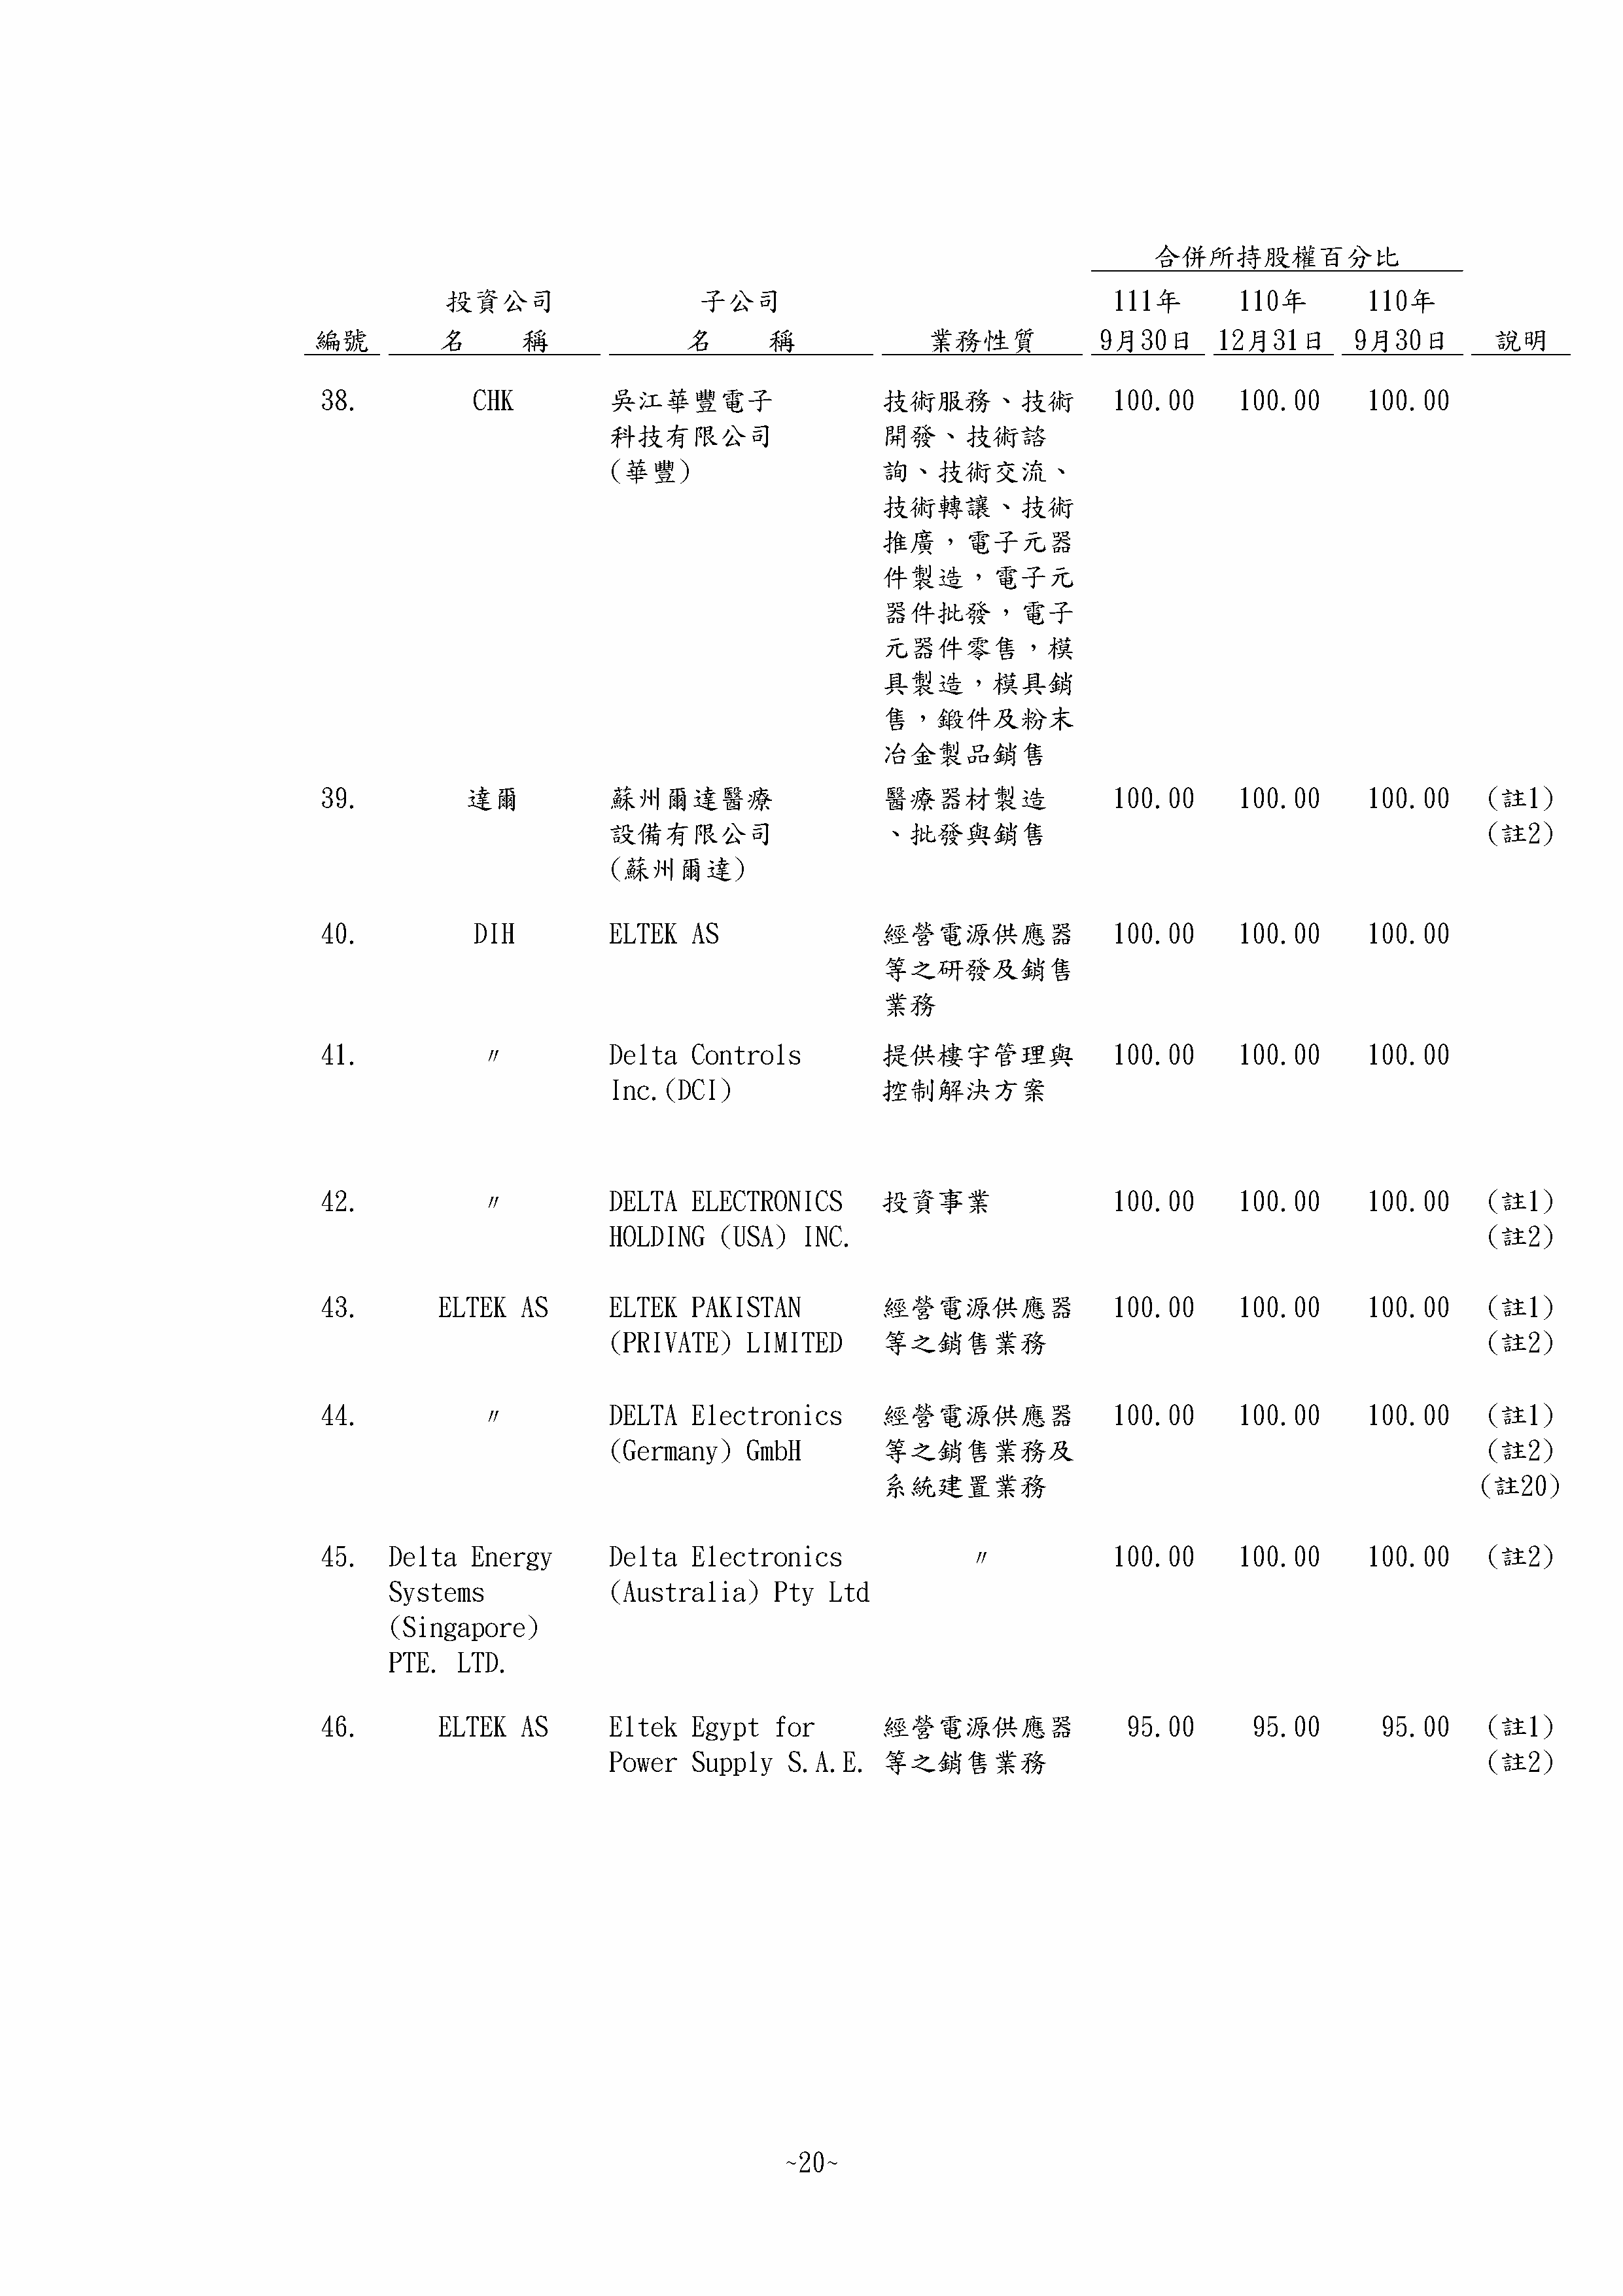 合併所持股權百分比
投資公司 子公司 111年 110年 110年
編號 名 稱 名 稱 業務性質 9月30日 12月31日 9月30日 說明
38. CHK 吳江華豐電子 技術服務、技術 100.00 100.00 100.00
科技有限公司 開發、技術諮
(華豐) 詢、技術交流、
技術轉讓、技術
推廣，電子元器
件製造，電子元
器件批發，電子
元器件零售，模
具製造，模具銷
售，鍛件及粉末
冶金製品銷售
39. 達爾 蘇州爾達醫療 醫療器材製造 100.00 100.00 100.00 (註1)
設備有限公司 、批發與銷售 (註2)
(蘇州爾達)
40. DIH ELTEK AS 經營電源供應器 100.00 100.00 100.00
等之研發及銷售
業務
41. 〃 Delta Controls 提供樓宇管理與 100.00 100.00 100.00
Inc.(DCI) 控制解決方案
42. 〃 DELTA ELECTRONICS 投資事業 100.00 100.00 100.00 (註1)
HOLDING (USA) INC. (註2)
43. ELTEK AS ELTEK PAKISTAN 經營電源供應器 100.00 100.00 100.00 (註1)
(PRIVATE) LIMITED 等之銷售業務 (註2)
44. 〃 DELTA Electronics 經營電源供應器 100.00 100.00 100.00 (註1)
(Germany) GmbH 等之銷售業務及 (註2)
系統建置業務 (註20)
45. Delta Energy Delta Electronics 〃 100.00 100.00 100.00 (註2)
Systems (Australia) Pty Ltd
(Singapore)
PTE. LTD.
46. ELTEK AS Eltek Egypt for 經營電源供應器 95.00 95.00 95.00 (註1)
Power Supply S.A.E. 等之銷售業務 (註2)
~20~